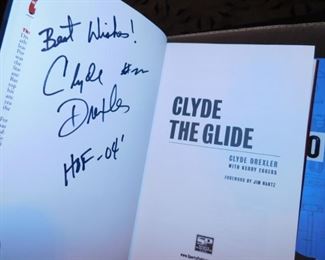 Best Wishes!
Clyde #22
Drexler
HOF-04'
CLYDE
THE GLIDE
CLYDE DREXLER
WITH KERRY EGGERS
FOREWORD BY JIM NANTZ